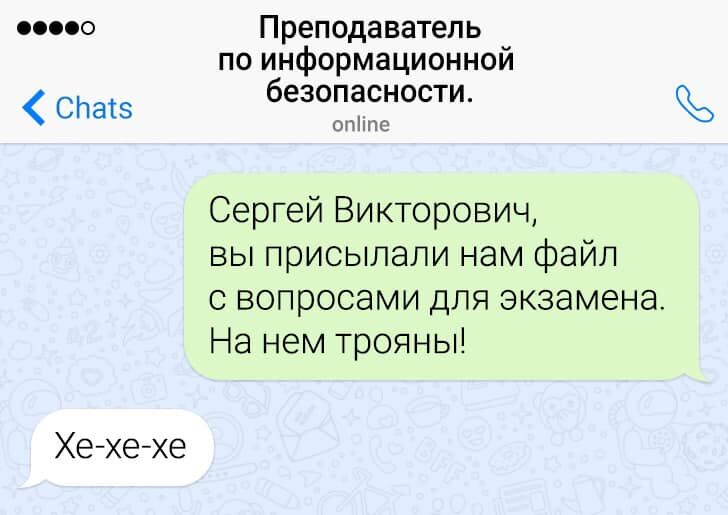 Преподаватель
по информационной
безопасности.
Chats
online
Сергей Викторович,
вы присылали нам файл
с вопросами для экзамена.
На нем трояны!
Хе-хе-хе